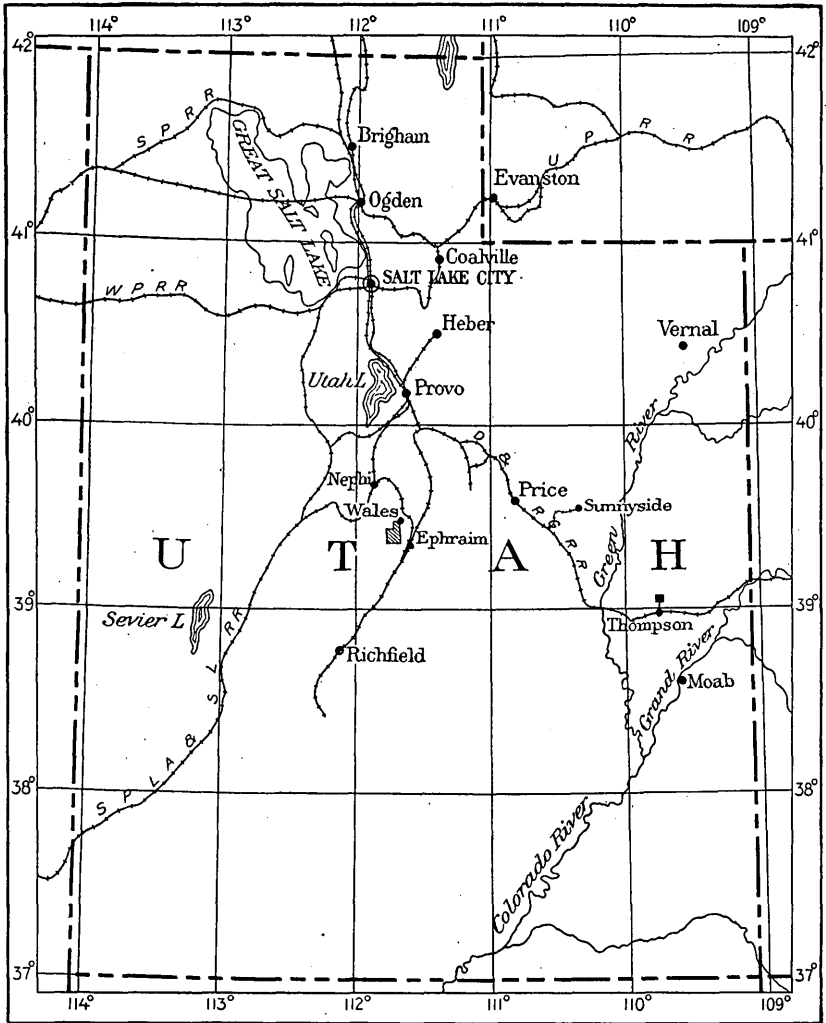 114° 113° 112° 111° 110° 109°
42° 42°
S P R R
GREAT SALT LAKE
Brigham
U P R R
Evanston
Ogden
41° 41°
Coalville
SALT LAKE CITY
W P R R
Heber
Vernal
Utah L
Provo
40° 40°
River
D & R G R R
Nephi
Price
Sunnyside
Wales
Ephraim
Green
U T A H
39° 39°
Sevier L
Thompson
Richfield
Grand River
Moab
S P L A & S L R R
38° 38°
Colorado River
37° 37°
114° 113° 112° 111° 110° 109°